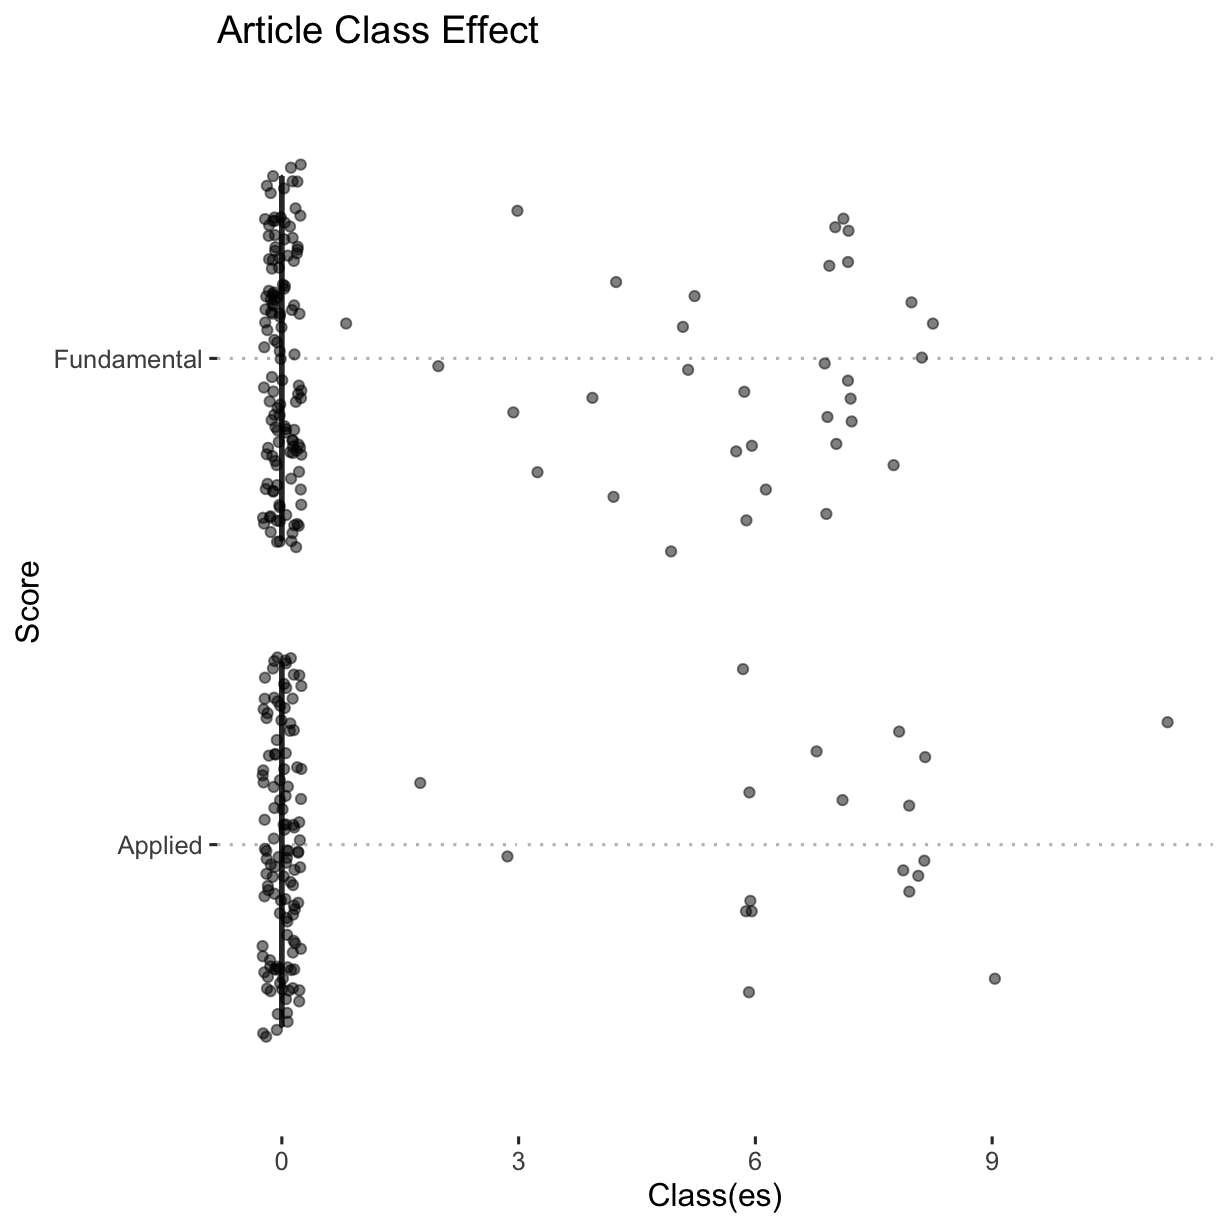 Article Class Effect
Fundamental
Score
Applied
0 3 6 9
Class(es)